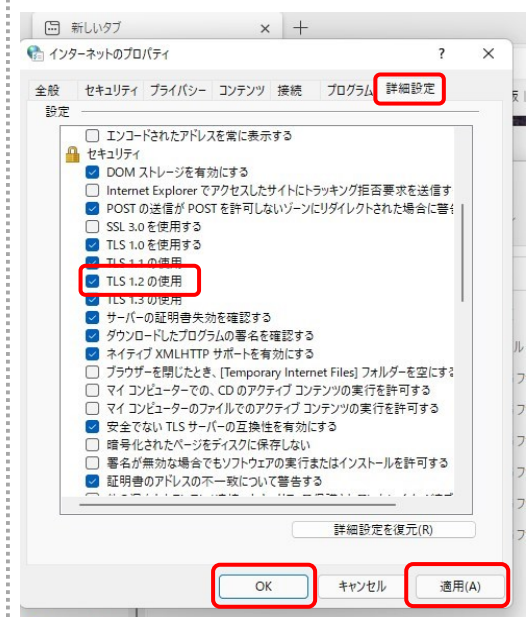 新しいタブ × +
インターネットのプロパティ ? ×
全般 セキュリティ プライバシー コンテンツ 接続 プログラム 詳細設定
設定
エンコードされたアドレスを常に表示する
セキュリティ
DOM ストレージを有効にする
Internet Explorer でアクセスしたサイトにトラッキング拒否要求を送信す
POST の送信が POST を許可しないゾーンにリダイレクトされた場合に警告
SSL 3.0 を使用する
TLS 1.0 を使用する
TLS 1.1 の使用
TLS 1.2 の使用
TLS 1.3 の使用
サーバーの証明書失効を確認する
ダウンロードしたプログラムの署名を確認する
ネイティブ XMLHTTP サポートを有効にする
ブラウザーを閉じたとき、[Temporary Internet Files] フォルダーを空にする
マイ コンピューターでの、CD のアクティブ コンテンツの実行を許可する
マイ コンピューターのファイルでのアクティブ コンテンツの実行を許可する
安全でない TLS サーバーの互換性を有効にする
暗号化されたページをディスクに保存しない
署名が無効な場合でもソフトウェアの実行またはインストールを許可する
証明書のアドレスの不一致について警告する
詳細設定を復元(R)
OK キャンセル 適用(A)